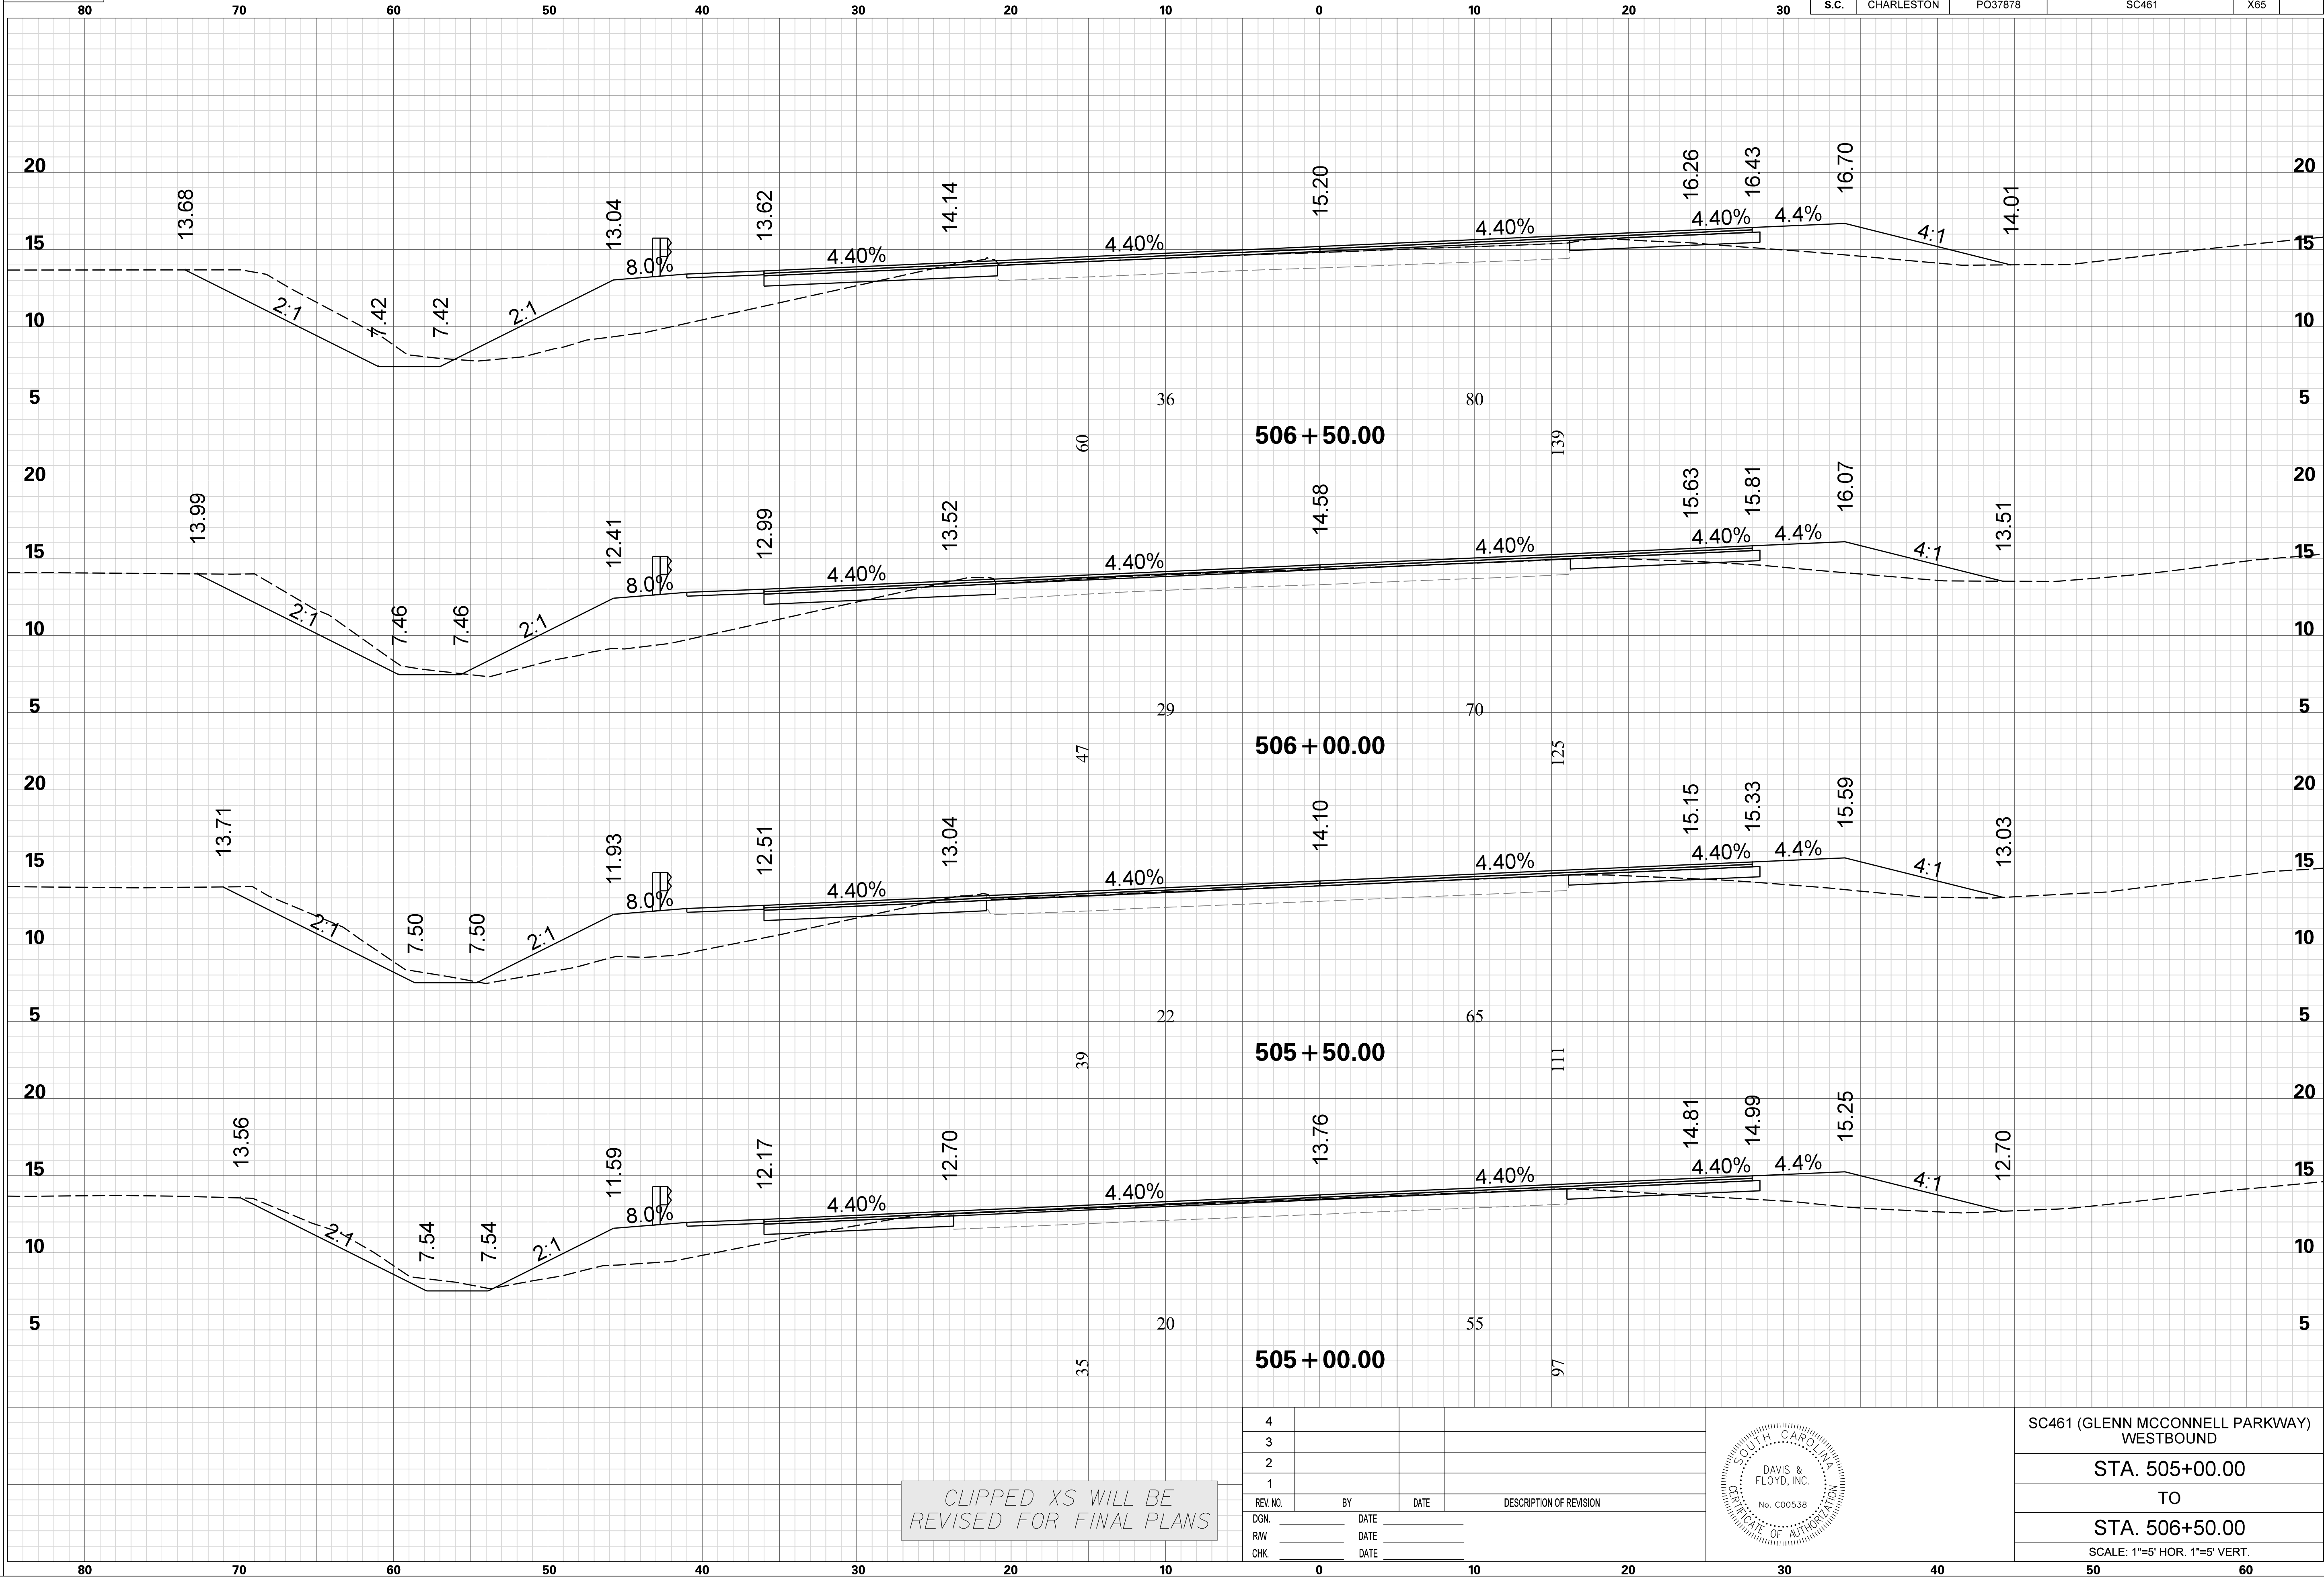 80 70 60 50 40 30 20 10 0 10 20 30
S.C. CHARLESTON PO37878 SC461 X65
20 20
15 15
10 10
5 5
13.68 7.42 7.42 13.04 13.62 14.14 15.20 16.26 16.43 16.70 14.01
2:1 2:1 8.0% 4.40% 4.40% 4.40% 4.40% 4.4% 4:1
36 80
60 506+50.00 139
20 20
15 15
10 10
5 5
13.99 7.46 7.46 12.41 12.99 13.52 14.58 15.63 15.81 16.07 13.51
2:1 2:1 8.0% 4.40% 4.40% 4.40% 4.40% 4.4% 4:1
29 70
47 506+00.00 125
20 20
15 15
10 10
5 5
13.71 7.50 7.50 11.93 12.51 13.04 14.10 15.15 15.33 15.59 13.03
2:1 2:1 8.0% 4.40% 4.40% 4.40% 4.40% 4.4% 4:1
22 65
39 505+50.00 111
20 20
15 15
10 10
5 5
13.56 7.54 7.54 11.59 12.17 12.70 13.76 14.81 14.99 15.25 12.70
2:1 2:1 8.0% 4.40% 4.40% 4.40% 4.40% 4.4% 4:1
20 55
35 505+00.00 97
CLIPPED XS WILL BE
REVISED FOR FINAL PLANS
4
3
2
1
REV. NO. BY DATE DESCRIPTION OF REVISION
DGN. DATE
R/W DATE
CHK. DATE
SOUTH CAROLINA
DAVIS &
FLOYD, INC.
No. C00538
CERTIFICATE OF AUTHORIZATION
SC461 (GLENN MCCONNELL PARKWAY)
WESTBOUND
STA. 505+00.00
TO
STA. 506+50.00
SCALE: 1"=5' HOR. 1"=5' VERT.
80 70 60 50 40 30 20 10 0 10 20 30 40 50 60